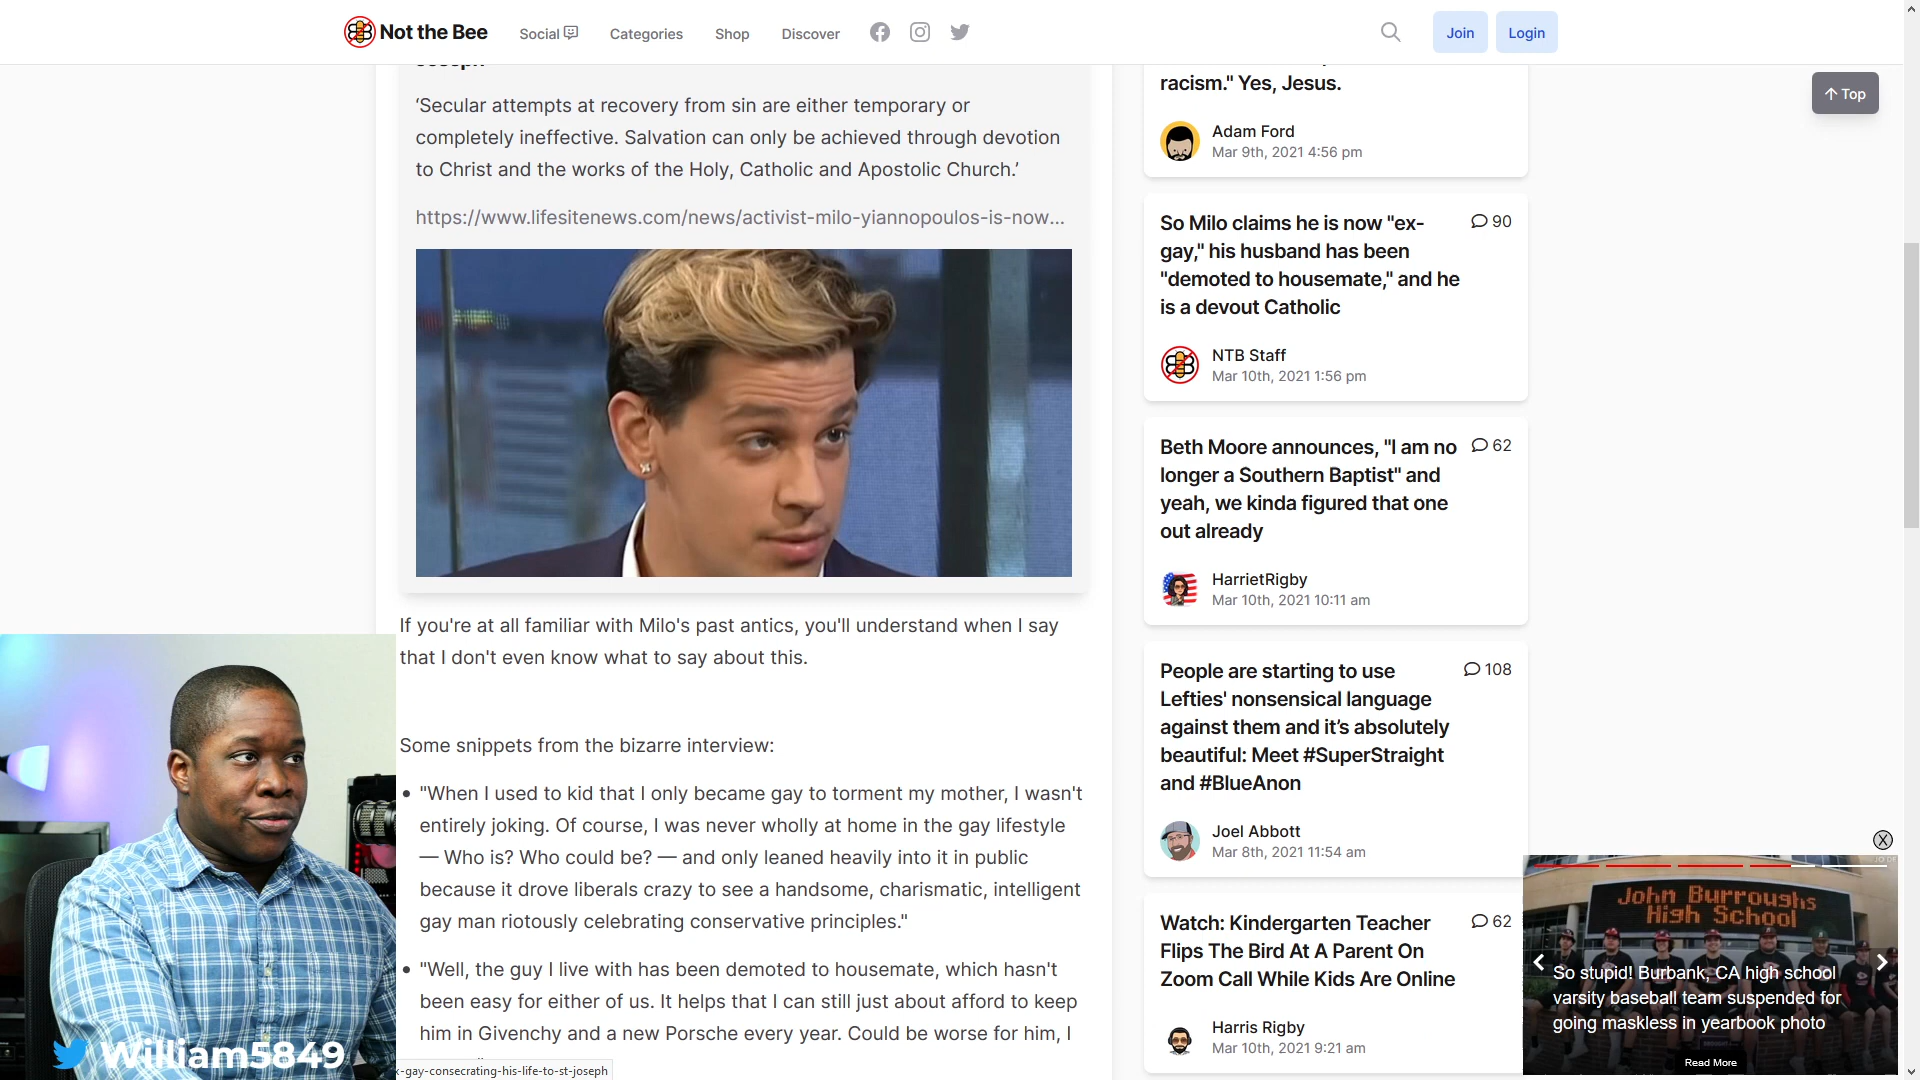 Not the Bee
Social
Categories
Shop
Discover
Join
Login
Top
‘Secular attempts at recovery from sin are either temporary or
completely ineffective. Salvation can only be achieved through devotion
to Christ and the works of the Holy, Catholic and Apostolic Church.’
https://www.lifesitenews.com/news/activist-milo-yiannopoulos-is-now...
If you're at all familiar with Milo's past antics, you'll understand when I say
that I don't even know what to say about this.
Some snippets from the bizarre interview:
• "When I used to kid that I only became gay to torment my mother, I wasn't
entirely joking. Of course, I was never wholly at home in the gay lifestyle
— Who is? Who could be? — and only leaned heavily into it in public
because it drove liberals crazy to see a handsome, charismatic, intelligent
gay man riotously celebrating conservative principles."
• "Well, the guy I live with has been demoted to housemate, which hasn't
been easy for either of us. It helps that I can still just about afford to keep
him in Givenchy and a new Porsche every year. Could be worse for him, I
William5849
x-gay-consecrating-his-life-to-st-joseph
racism." Yes, Jesus.
Adam Ford
Mar 9th, 2021 4:56 pm
So Milo claims he is now "ex-
gay," his husband has been
"demoted to housemate," and he
is a devout Catholic
90
NTB Staff
Mar 10th, 2021 1:56 pm
Beth Moore announces, "I am no
longer a Southern Baptist" and
yeah, we kinda figured that one
out already
62
HarrietRigby
Mar 10th, 2021 10:11 am
People are starting to use
Lefties' nonsensical language
against them and it’s absolutely
beautiful: Meet #SuperStraight
and #BlueAnon
108
Joel Abbott
Mar 8th, 2021 11:54 am
Watch: Kindergarten Teacher
Flips The Bird At A Parent On
Zoom Call While Kids Are Online
62
Harris Rigby
Mar 10th, 2021 9:21 am
X
John Burroughs
High School
So stupid! Burbank, CA high school
varsity baseball team suspended for
going maskless in yearbook photo
Read More